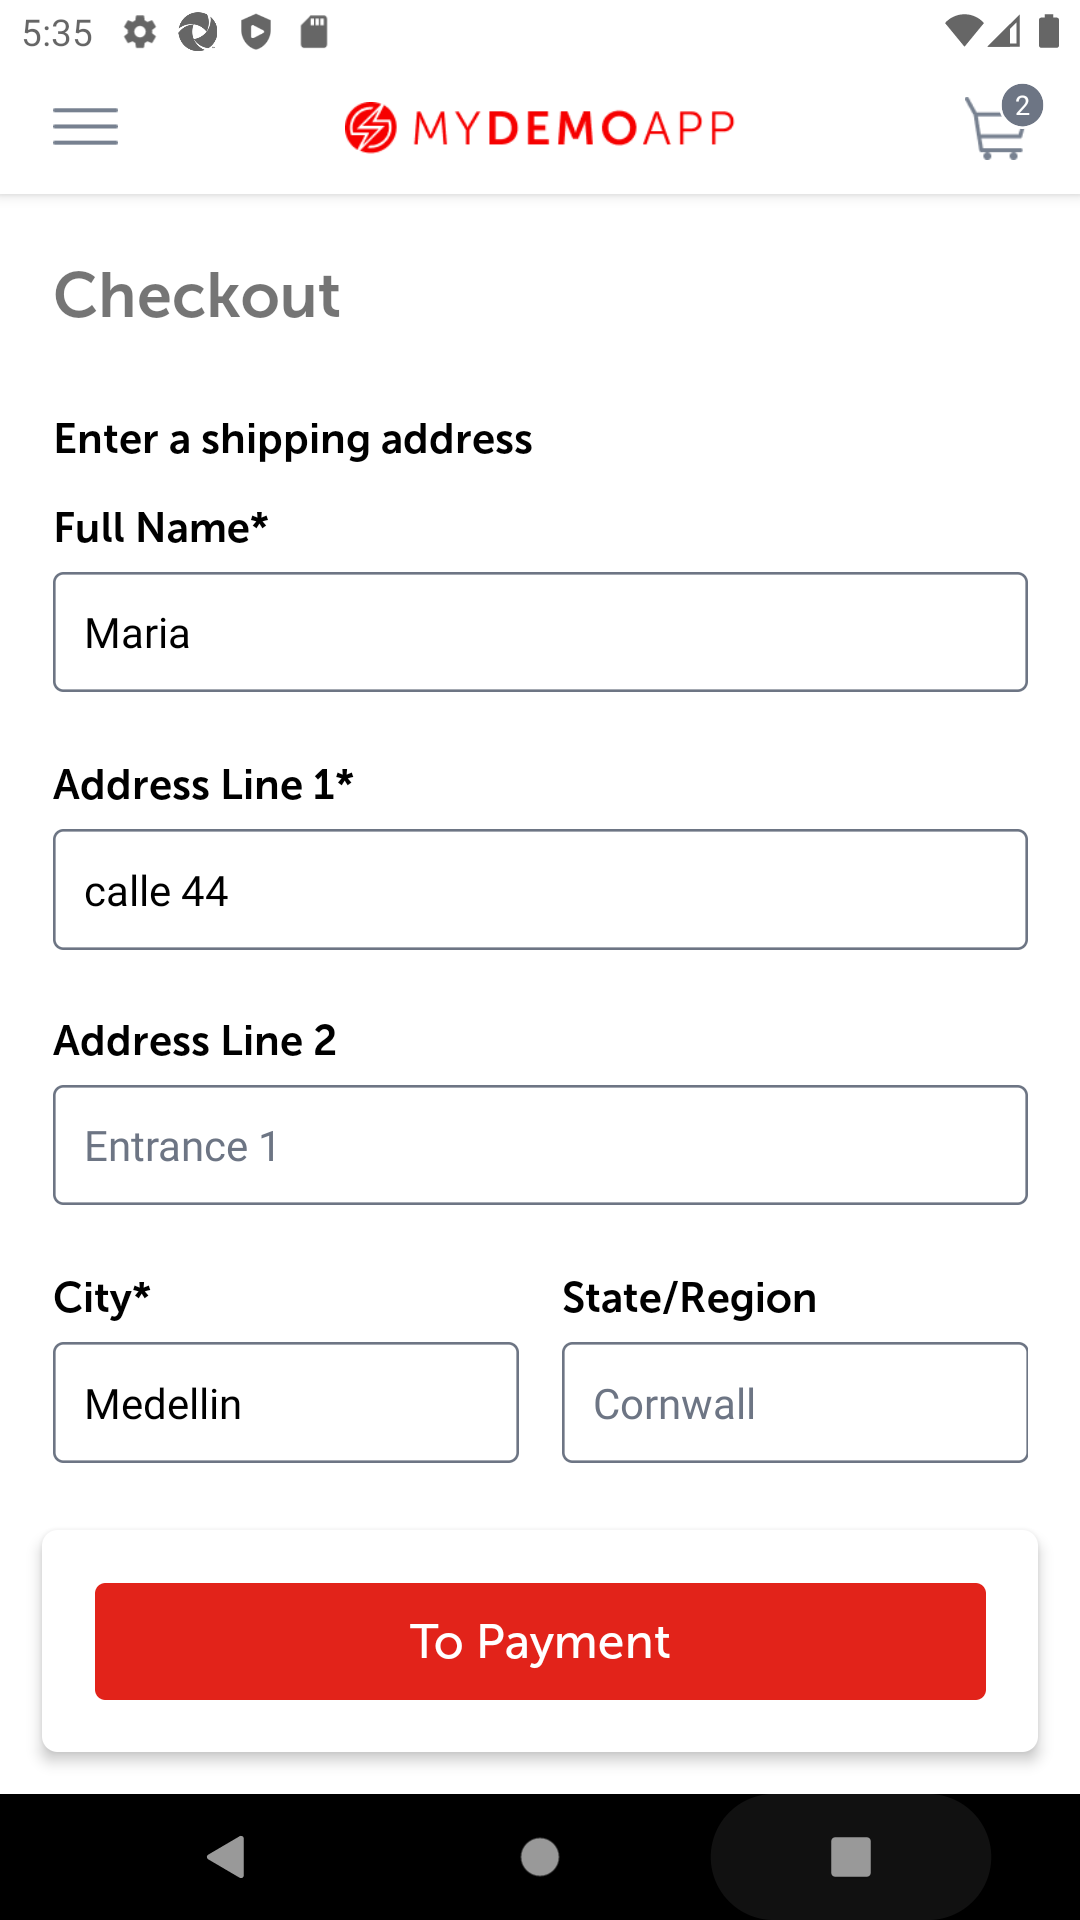 5:35
MYDEMOAPP
2
Checkout
Enter a shipping address
Full Name*
Maria
Address Line 1*
calle 44
Address Line 2
Entrance 1
City*
State/Region
Medellin
Cornwall
To Payment